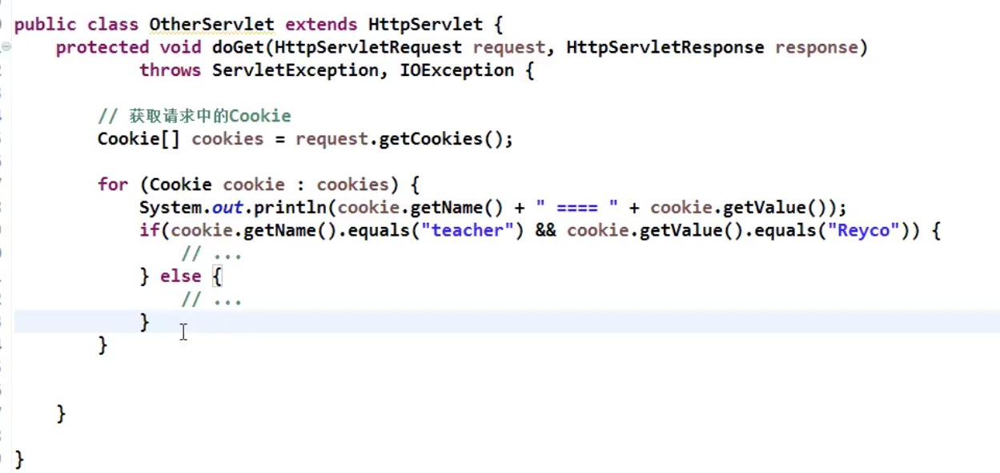 public class OtherServlet extends HttpServlet {
protected void doGet(HttpServletRequest request, HttpServletResponse response)
throws ServletException, IOException {
// 获取请求中的Cookie
Cookie[] cookies = request.getCookies();
for (Cookie cookie : cookies) {
System.out.println(cookie.getName() + " ==== " + cookie.getValue());
if(cookie.getName().equals("teacher") && cookie.getValue().equals("Reyco")) {
// ...
} else {
// ...
}
}
}
}